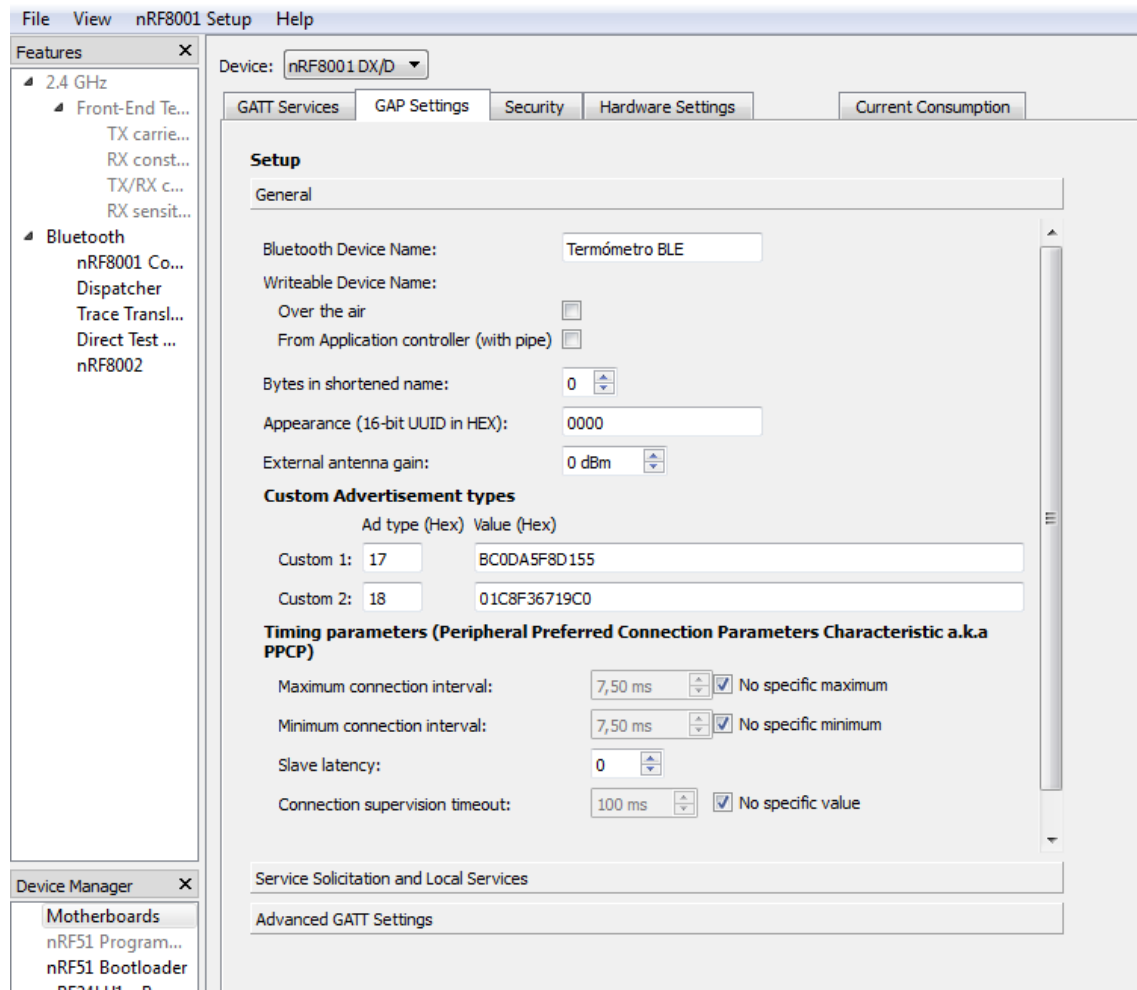 File View nRF8001 Setup Help
Features X
2.4 GHz
Front-End Te...
TX carrie...
RX const...
TX/RX c...
RX sensit...
Bluetooth
nRF8001 Co...
Dispatcher
Trace Transl...
Direct Test ...
nRF8002
Device Manager X
Motherboards
nRF51 Program...
nRF51 Bootloader
Device: nRF8001 DX/D
GATT Services GAP Settings Security Hardware Settings Current Consumption
Setup
General
Bluetooth Device Name: Termómetro BLE
Writeable Device Name:
Over the air
From Application controller (with pipe)
Bytes in shortened name: 0
Appearance (16-bit UUID in HEX): 0000
External antenna gain: 0 dBm
Custom Advertisement types
Ad type (Hex) Value (Hex)
Custom 1: 17 BC0DA5F8D155
Custom 2: 18 01C8F36719C0
Timing parameters (Peripheral Preferred Connection Parameters Characteristic a.k.a
PPCP)
Maximum connection interval: 7,50 ms No specific maximum
Minimum connection interval: 7,50 ms No specific minimum
Slave latency: 0
Connection supervision timeout: 100 ms No specific value
Service Solicitation and Local Services
Advanced GATT Settings